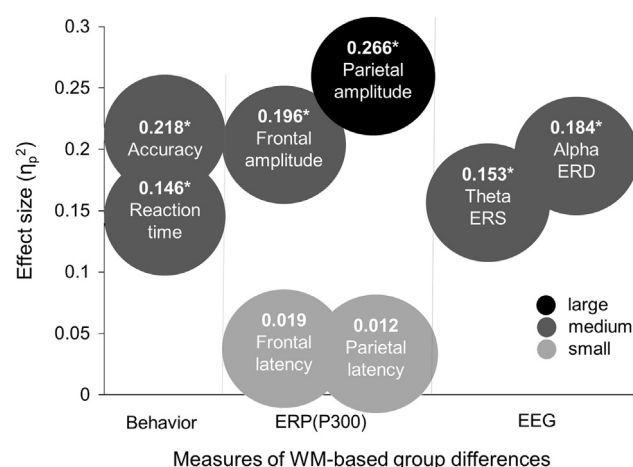 Effect size (ηp²)
0.3
0.25
0.2
0.15
0.1
0.05
0
0.218*
Accuracy
0.146*
Reaction
time
0.196*
Frontal
amplitude
0.266*
Parietal
amplitude
0.019
Frontal
latency
0.012
Parietal
latency
0.153*
Theta
ERS
0.184*
Alpha
ERD
large
medium
small
Behavior
ERP(P300)
EEG
Measures of WM-based group differences